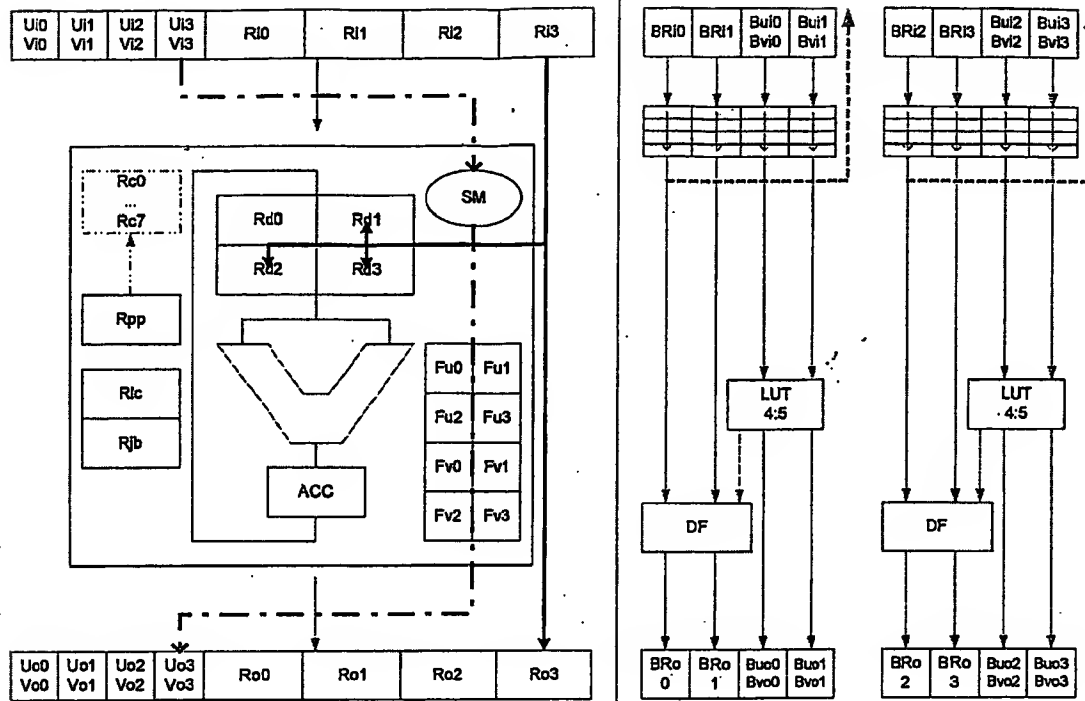 Ui0 Ui1 Ui2 Ui3
Vi0 Vi1 Vi2 Vi3
Ri0 Ri1 Ri2 Ri3
BRi0 BRi1
Bui0 Bui1
Bvi0 Bvi1
BRi2 BRi3
Bui2 Bui3
Bvi2 Bvi3
Rc0
...
Rc7
SM
Rd0 Rd1
Rd2 Rd3
Rpp
Rlc
Rjb
ACC
Fu0 Fu1
Fu2 Fu3
Fv0 Fv1
Fv2 Fv3
LUT
4:5
LUT
4:5
DF
DF
Uo0 Uo1 Uo2 Uo3
Vo0 Vo1 Vo2 Vo3
Ro0 Ro1 Ro2 Ro3
BRo BRo
0 1
Buo0 Buo1
Bvo0 Bvo1
BRo BRo
2 3
Buo2 Buo3
Bvo2 Bvo3